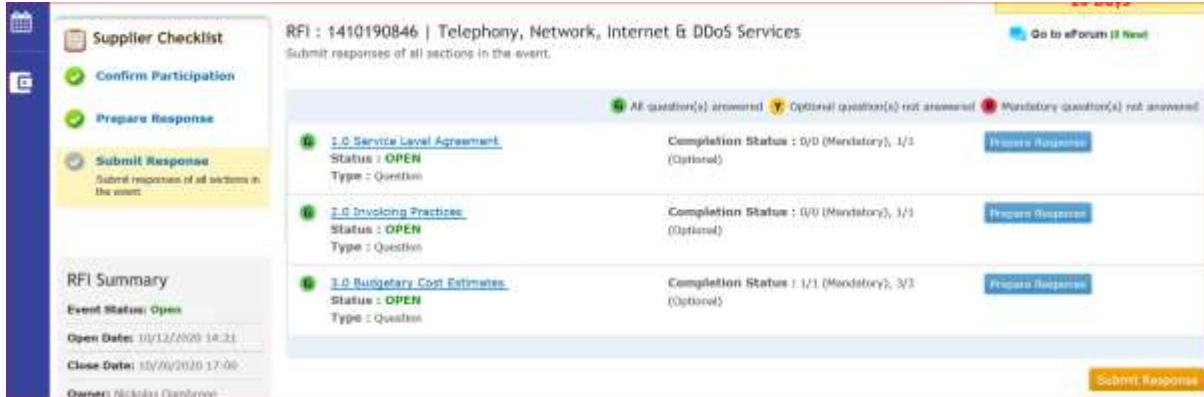 Days
Supplier Checklist
Confirm Participation
Prepare Response
Submit Response
Submit responses of all sections in
the event
RFI Summary
Event Status: Open
Open Date: 10/12/2020 14:21
Close Date: 10/20/2020 17:00
Owner: Nickolas
RFI : 1410190846 | Telephony, Network, Internet & DDoS Services
Submit responses of all sections in the event.
Go to eForum (0 New)
G All question(s) answered Y Optional question(s) not answered R Mandatory question(s) not answered
G 1.0 Service Level Agreement
Status : OPEN
Type : Question
Completion Status : 0/0 (Mandatory), 1/1
(Optional)
Prepare Response
G 2.0 Invoicing Practices
Status : OPEN
Type : Question
Completion Status : 0/0 (Mandatory), 1/1
(Optional)
Prepare Response
G 3.0 Budgetary Cost Estimates
Status : OPEN
Type : Question
Completion Status : 1/1 (Mandatory), 3/3
(Optional)
Prepare Response
Submit Response